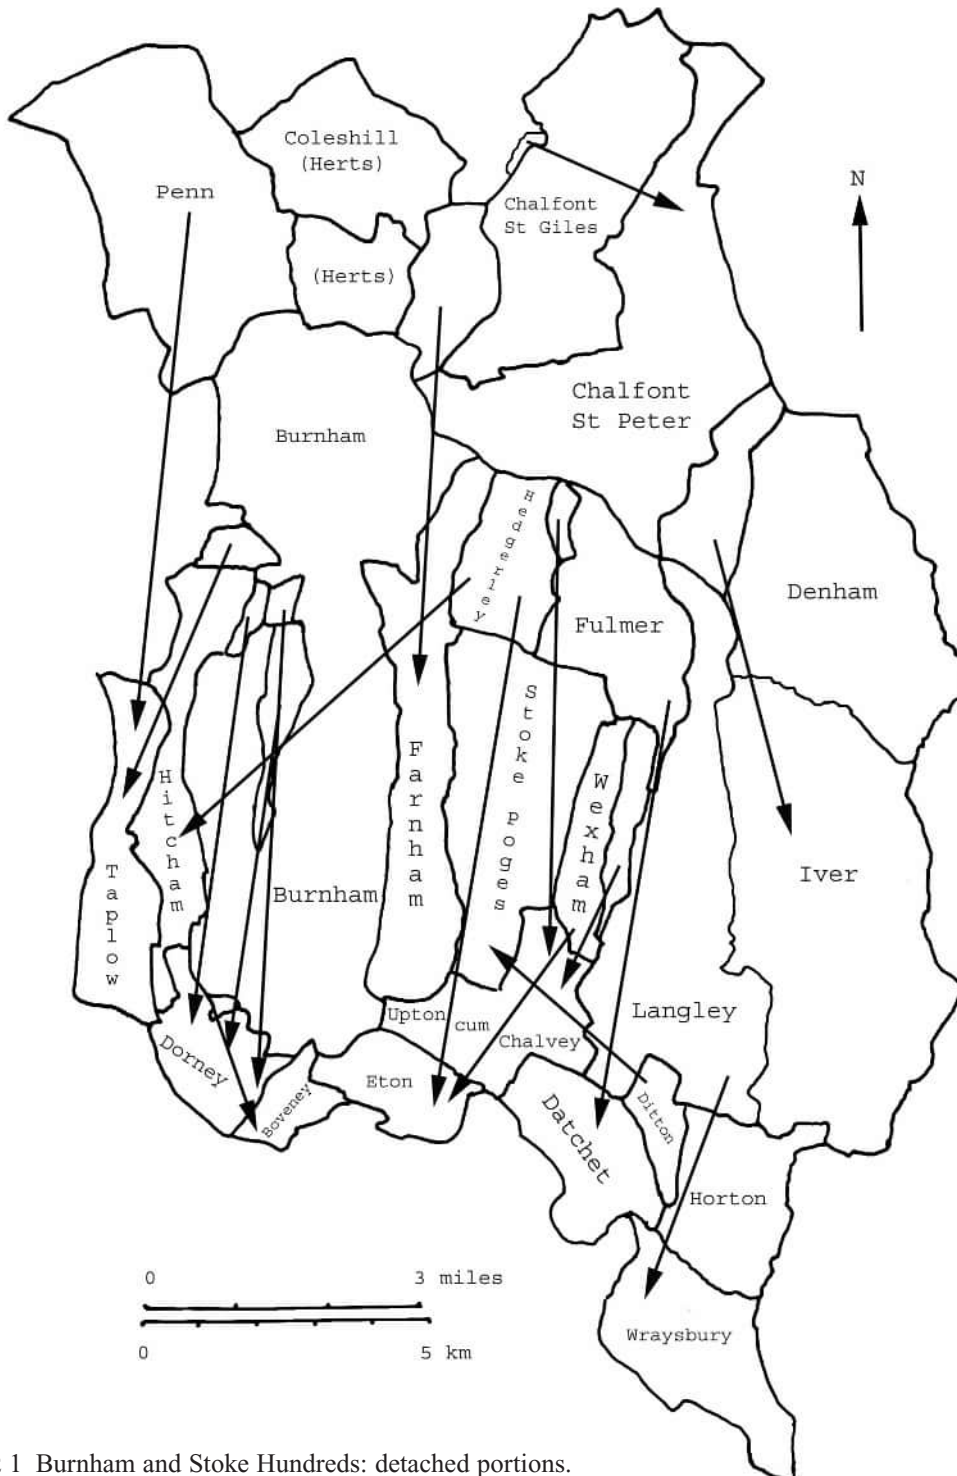 Coleshill
(Herts)
Penn
N
Chalfont
St Giles
(Herts)
Chalfont
St Peter
Burnham
Hedgerley
Denham
Fulmer
Stoke Poges
Farnham
Hitcham
Wexham
Taplow
Burnham
Iver
Langley
Upton
cum
Chalvey
Dorney
Eton
Boveney
Datchet
Ditton
Horton
0 3 miles
Wraysbury
0 5 km
1 Burnham and Stoke Hundreds: detached portions.